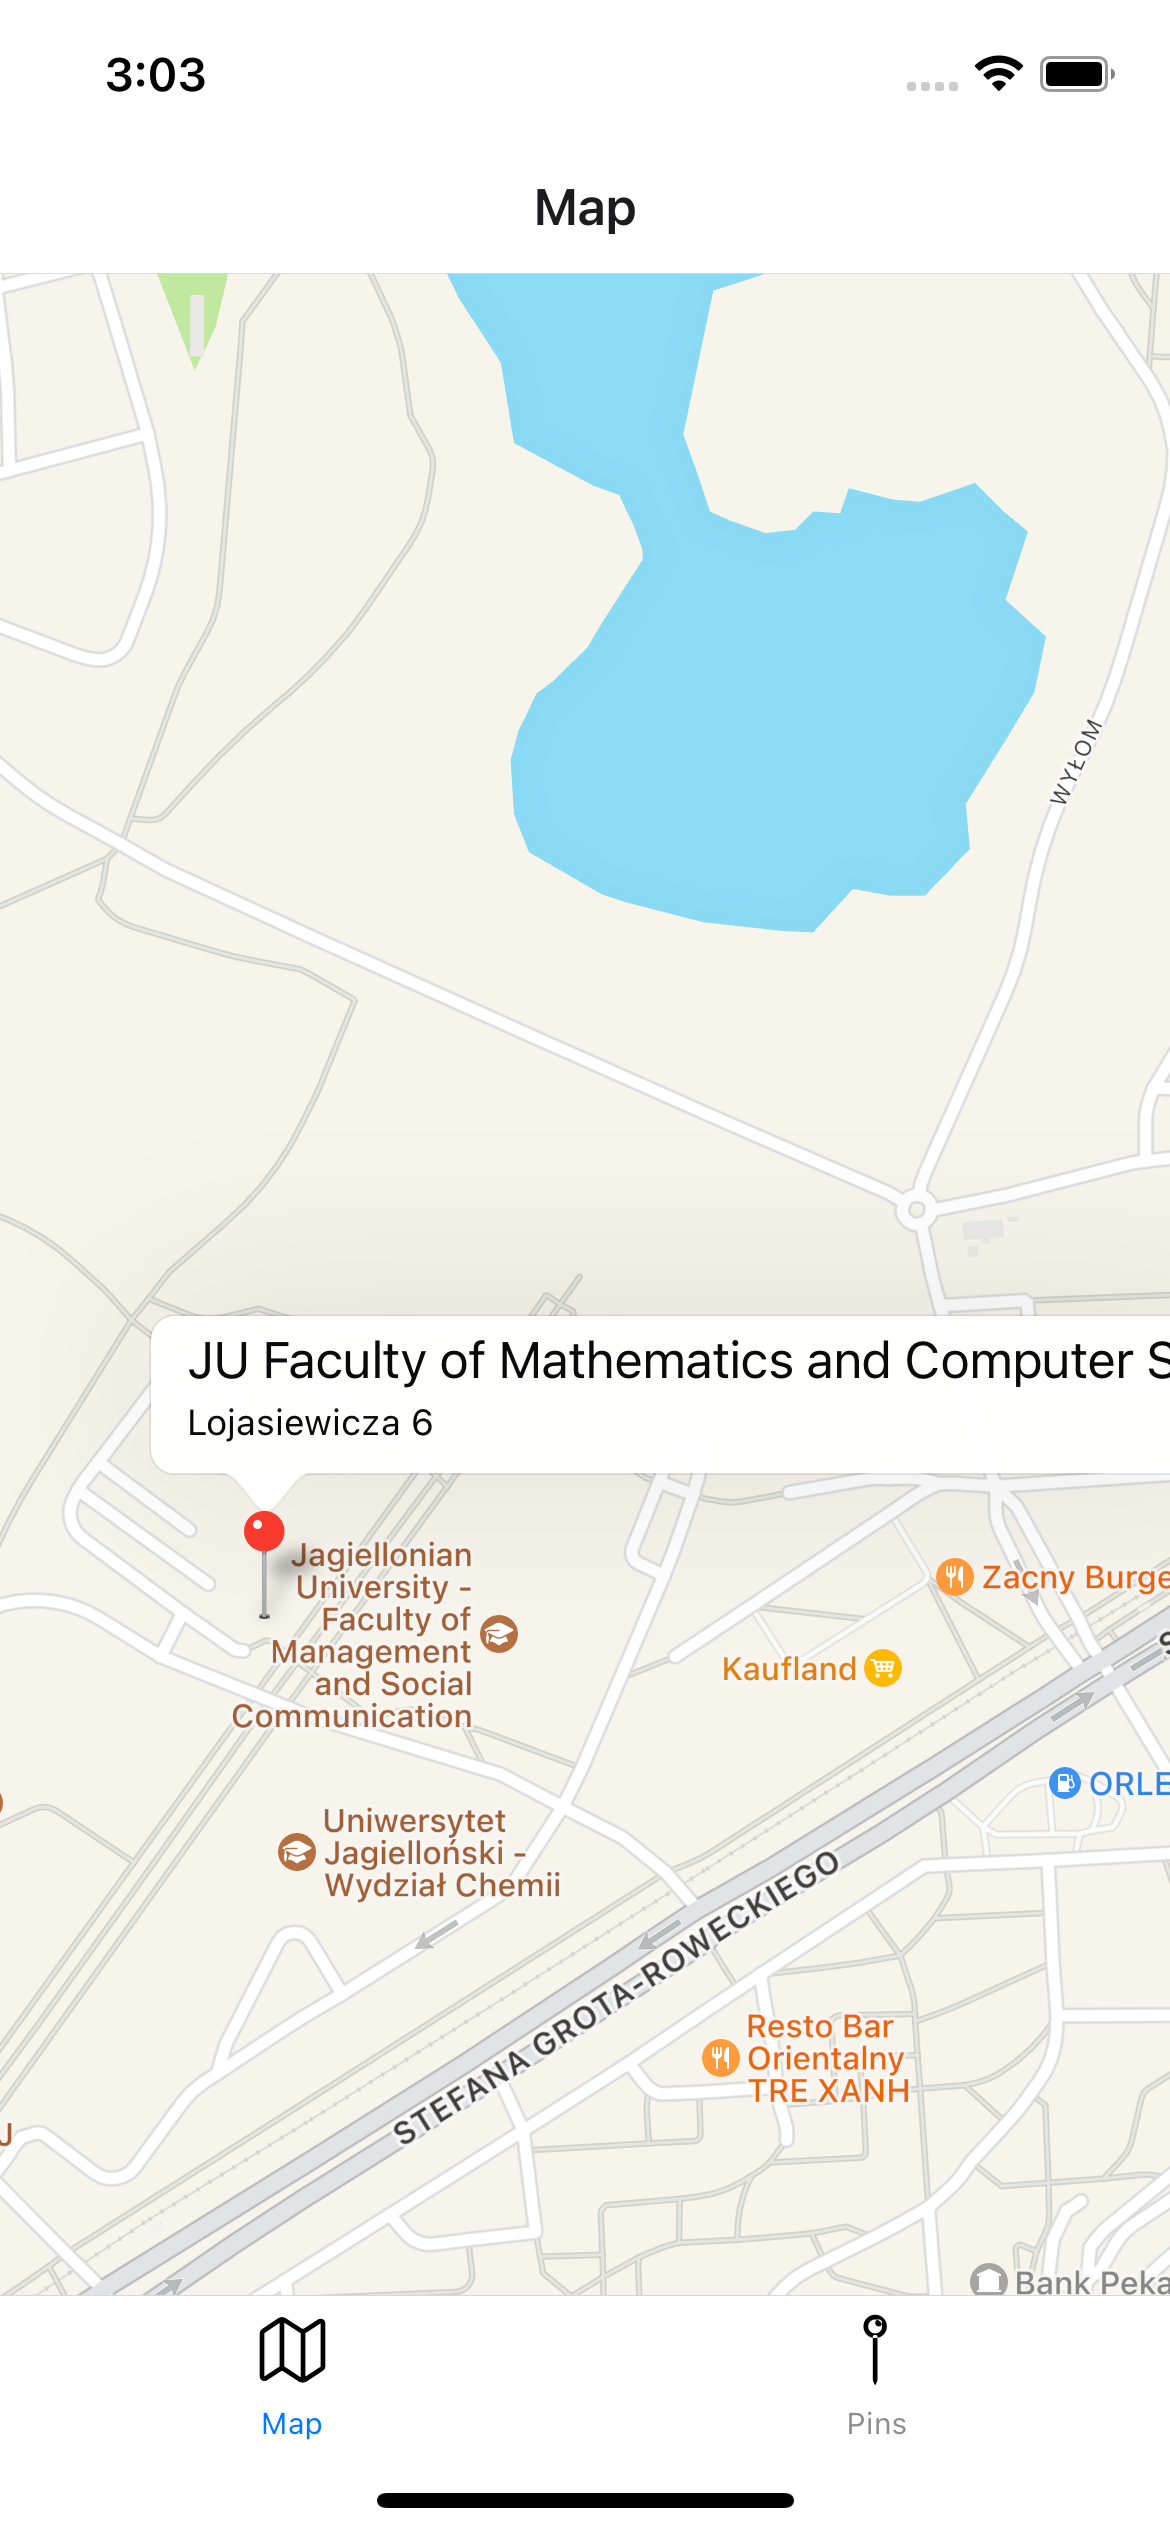 3:03
Map
WYŁOM
JU Faculty of Mathematics and Computer S
Lojasiewicza 6
Jagiellonian
University -
Faculty of
Management
and Social
Communication
Zacny Burge
Kaufland
S
ORLE
Uniwersytet
Jagielloński -
Wydział Chemii
STEFANA GROTA-ROWECKIEGO
Resto Bar
Orientalny
TRE XANH
J
Bank Peka
Map
Pins